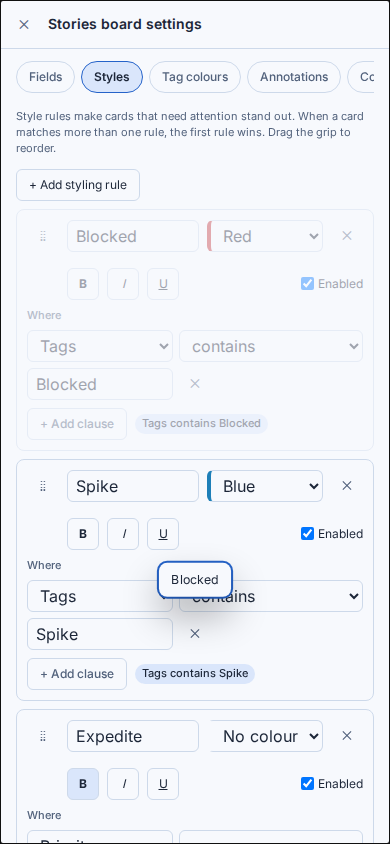 Stories board settings
Fields Styles Tag colours Annotations Co
Style rules make cards that need attention stand out. When a card
matches more than one rule, the first rule wins. Drag the grip to
reorder.
+ Add styling rule
Blocked Red
B I U Enabled
Where
Tags contains
Blocked
+ Add clause Tags contains Blocked
Spike Blue
B I U Enabled
Where
Blocked
Tags contains
Spike
+ Add clause Tags contains Spike
Expedite No colour
B I U Enabled
Where